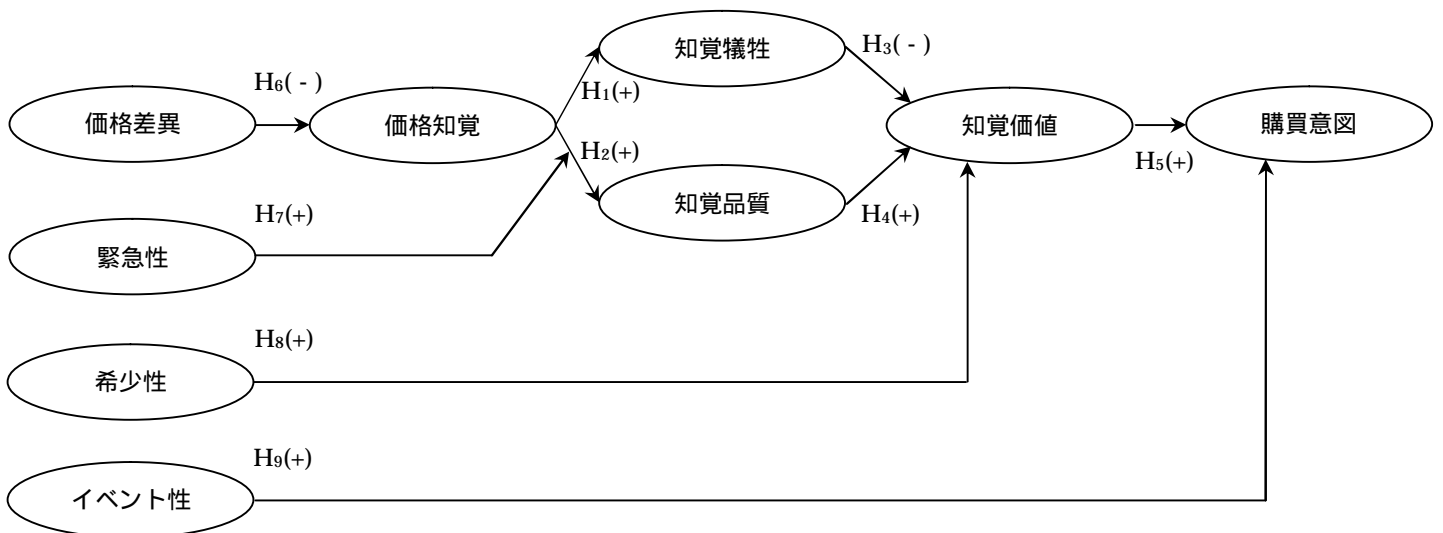 知覚犠牲
H₃( - )
H₆( - )
H₁(+)
価格差異
価格知覚
知覚価値
購買意図
H₂(+)
H₅(+)
知覚品質
H₇(+)
H₄(+)
緊急性
H₈(+)
希少性
H₉(+)
イベント性